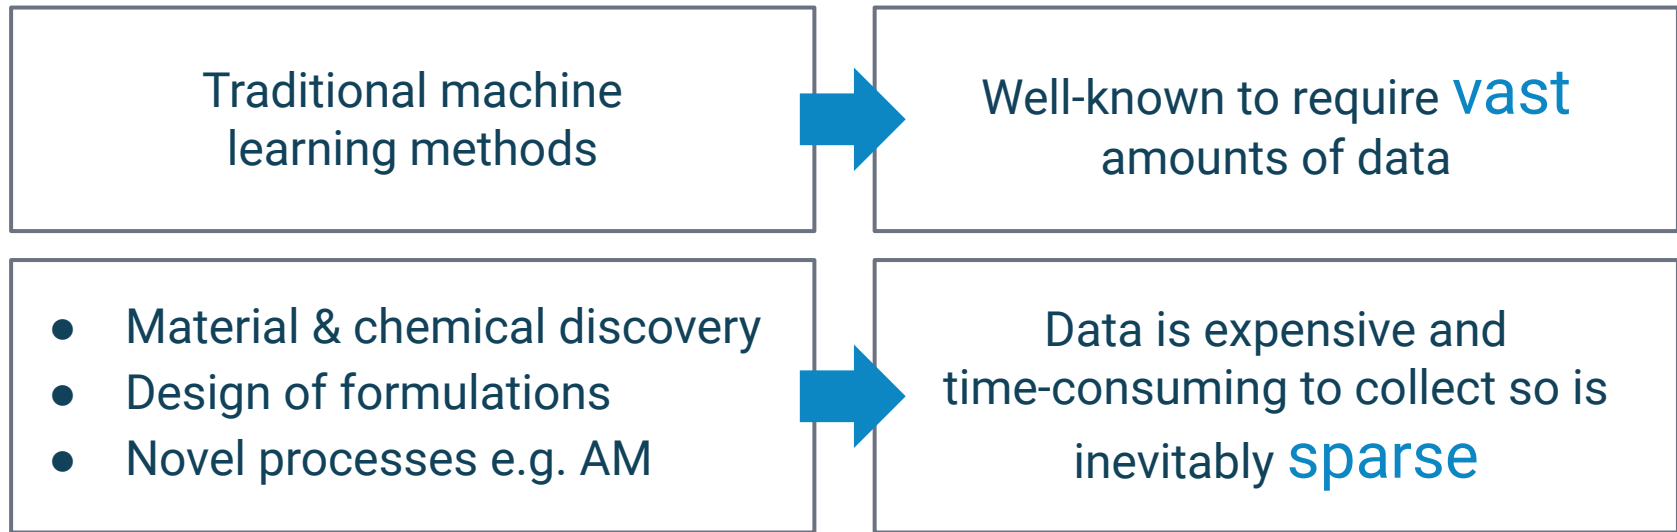 Traditional machine
learning methods
Well-known to require vast
amounts of data
● Material & chemical discovery
● Design of formulations
● Novel processes e.g. AM
Data is expensive and
time-consuming to collect so is
inevitably sparse